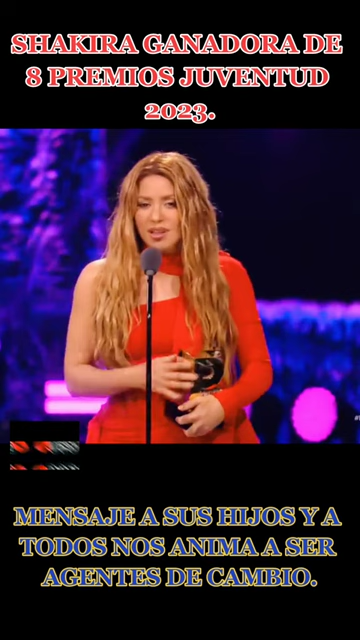 SHAKIRA GANADORA DE
8 PREMIOS JUVENTUD
2023.
MENSAJE A SUS HIJOS Y A
TODOS NOS ANIMA A SER
AGENTES DE CAMBIO.